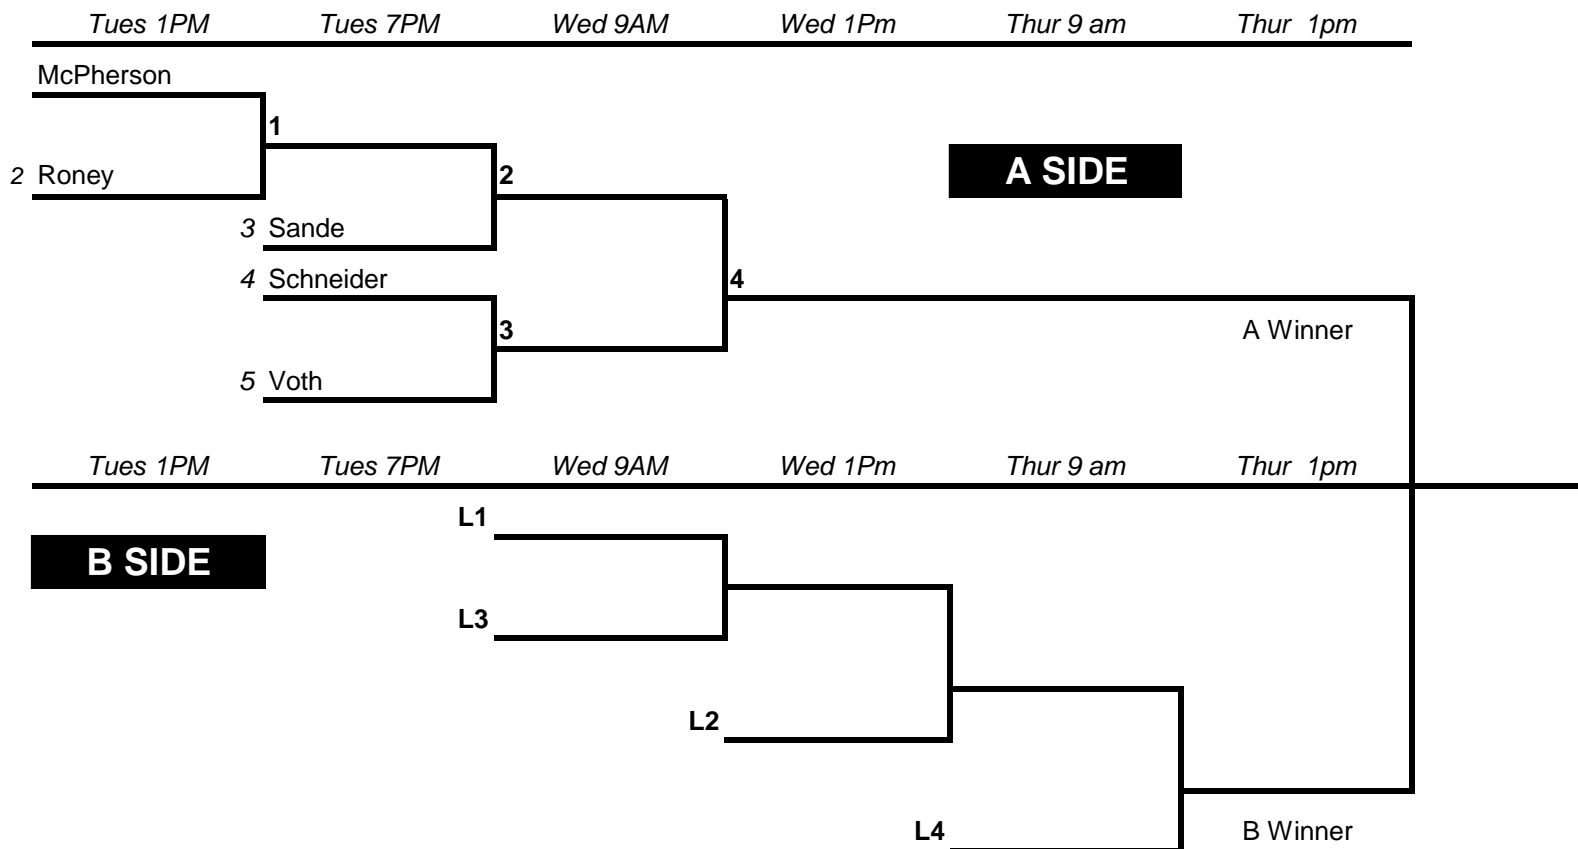 Tues 1PM Tues 7PM Wed 9AM Wed 1Pm Thur 9 am Thur 1pm
McPherson
1
2 Roney
2
A SIDE
3 Sande
4 Schneider
4
3
A Winner
5 Voth
Tues 1PM Tues 7PM Wed 9AM Wed 1Pm Thur 9 am Thur 1pm
L1
B SIDE
L3
L2
L4
B Winner